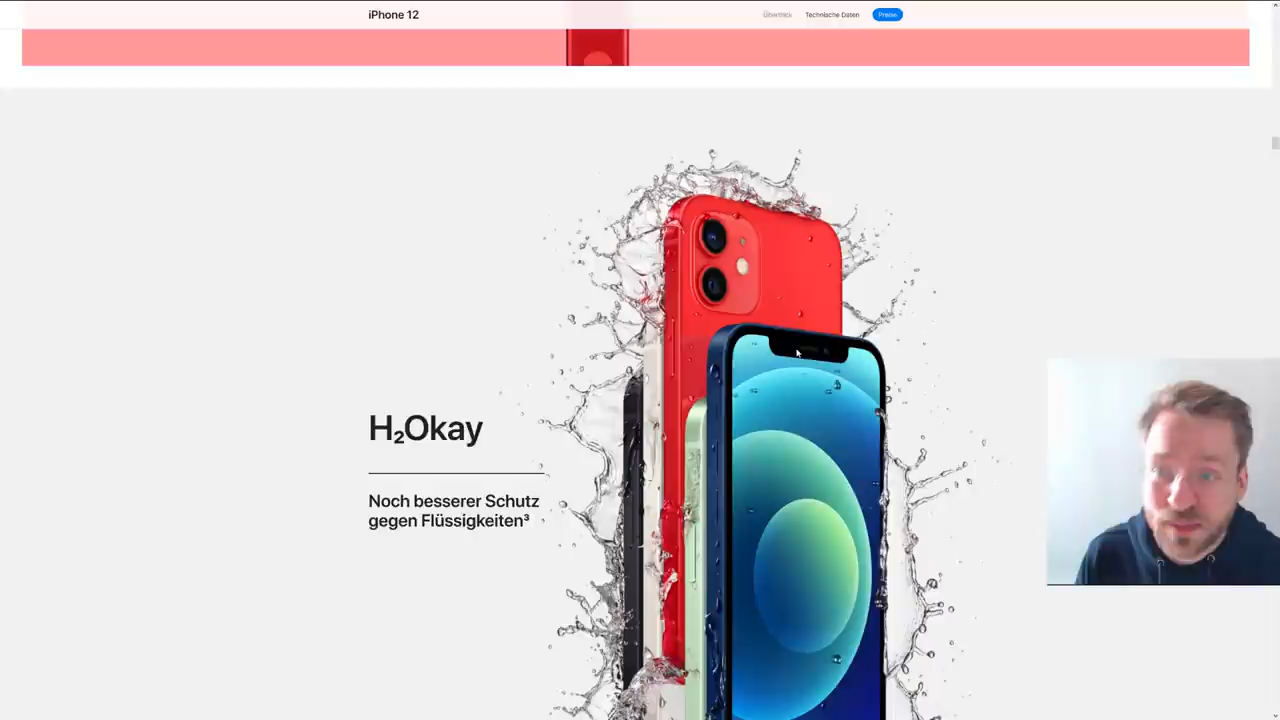 iPhone 12
Überblick
Technische Daten
Preise
H₂Okay
Noch besserer Schutz
gegen Flüssigkeiten³